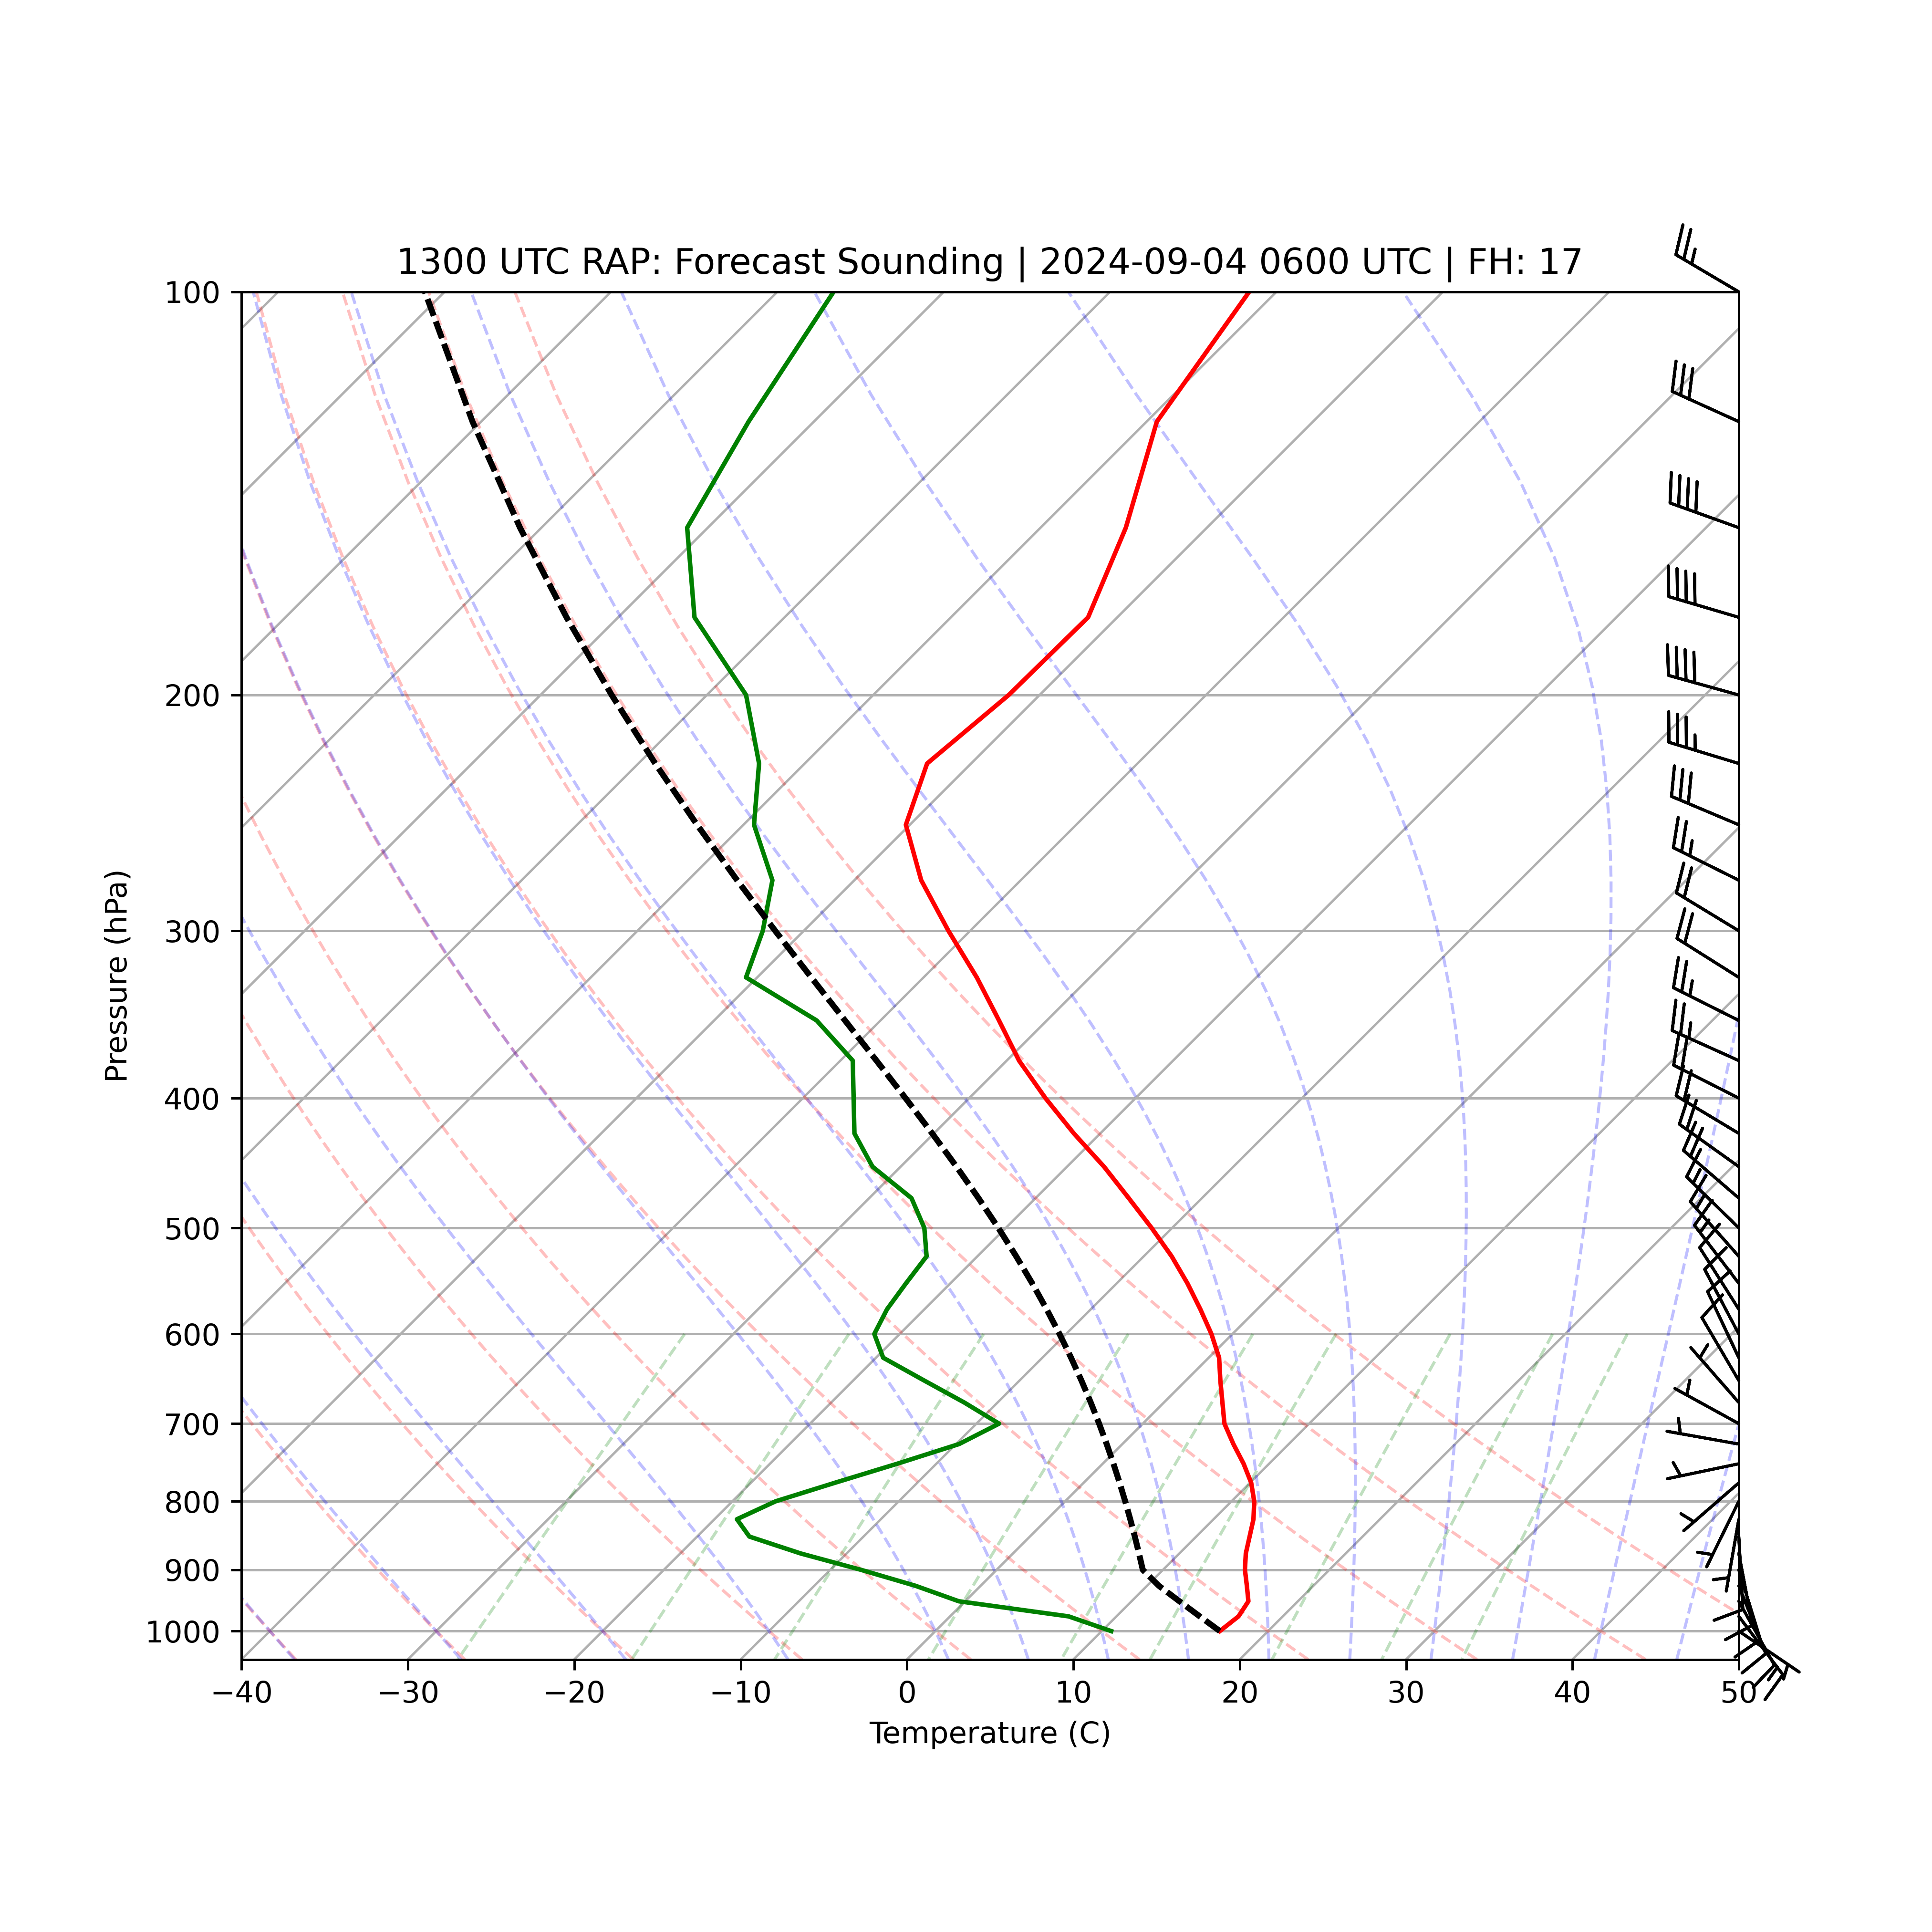 1300 UTC RAP: Forecast Sounding | 2024-09-04 0600 UTC | FH: 17
100
200
300
400
500
600
700
800
900
1000
Pressure (hPa)
−40 −30 −20 −10 0 10 20 30 40 50
Temperature (C)